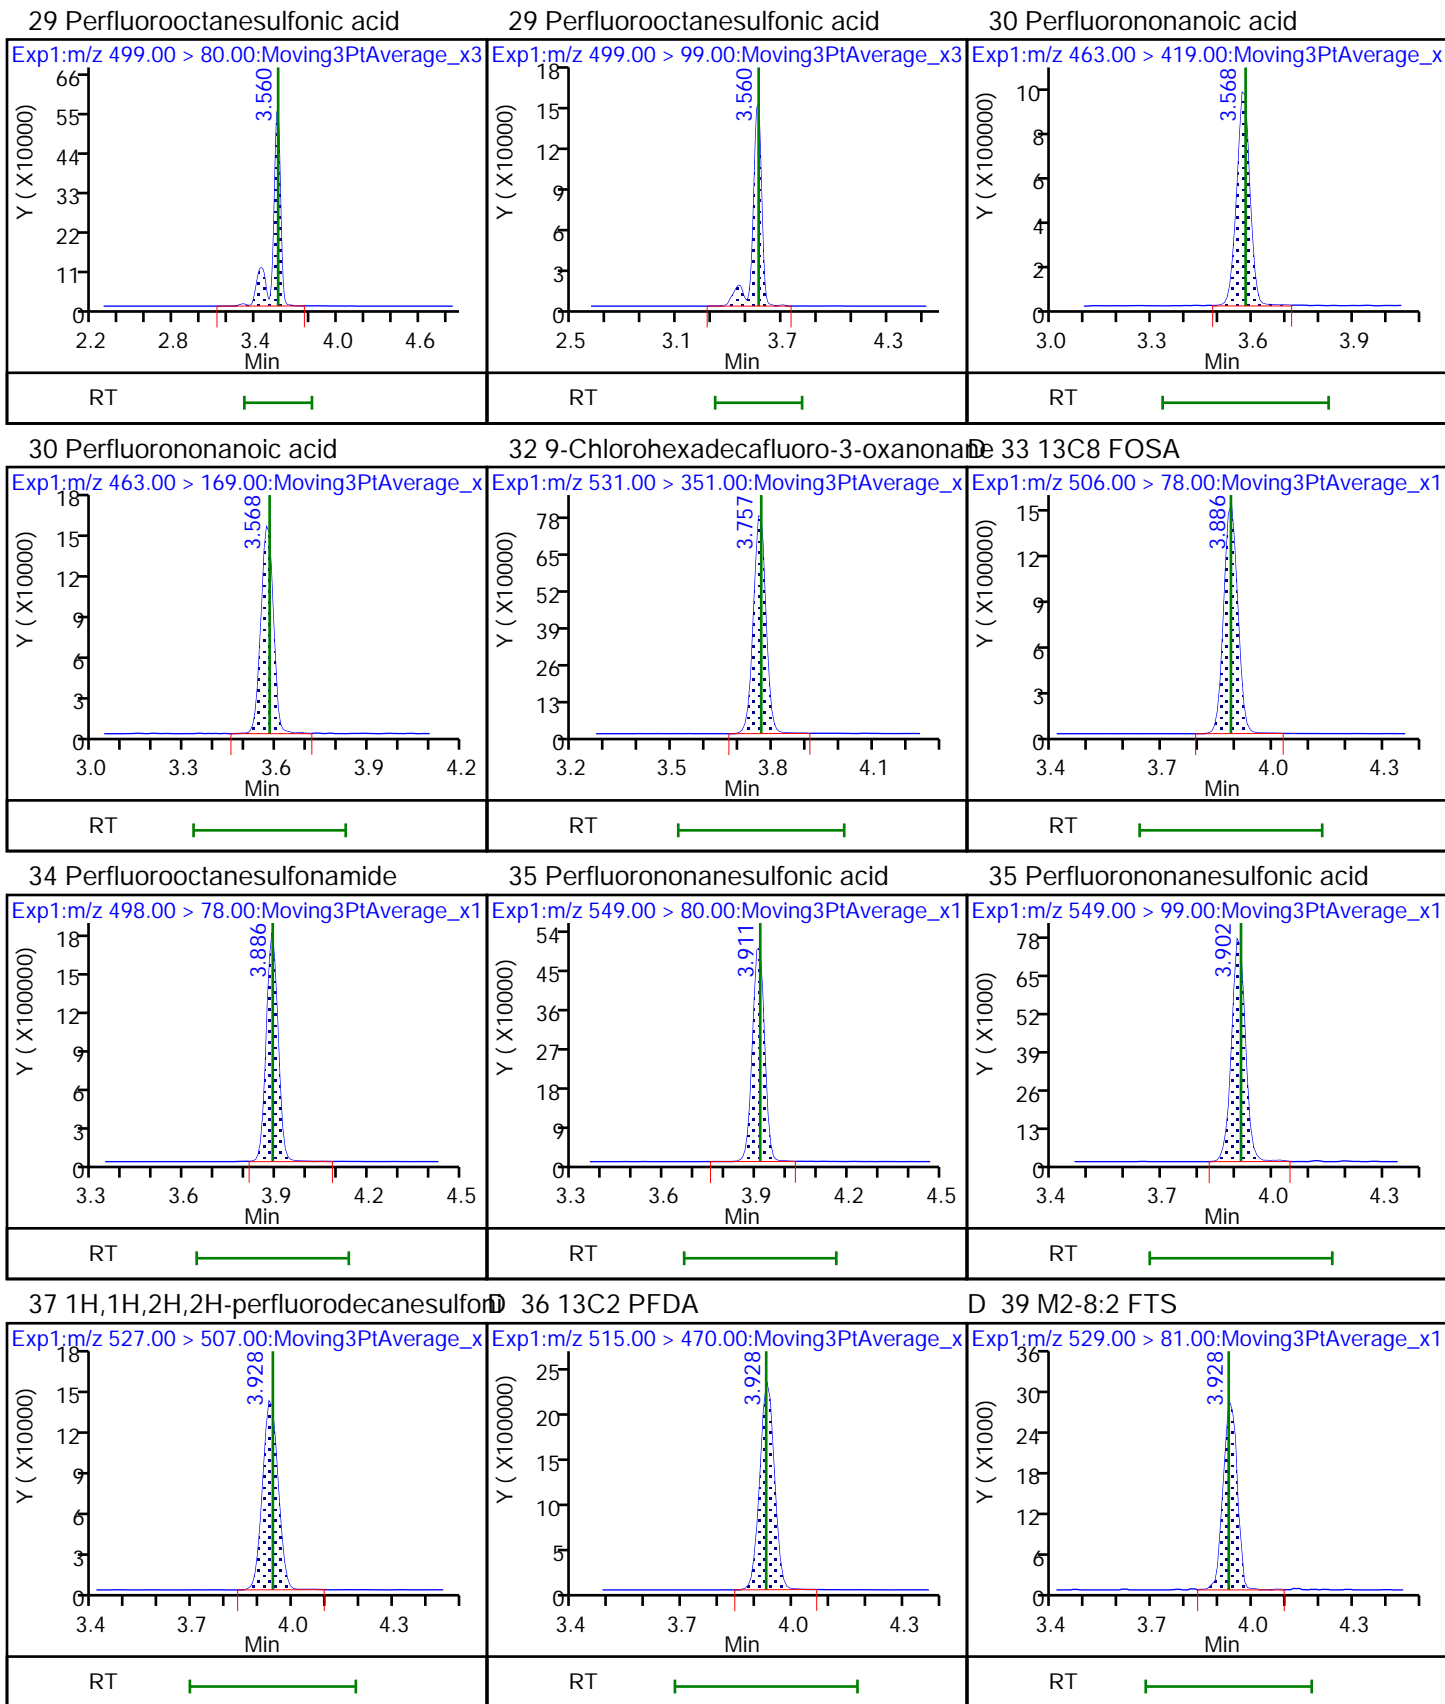 29 Perfluorooctanesulfonic acid
Exp1:m/z 499.00 > 80.00:Moving3PtAverage_x3
3.560
Y ( X10000)
66
55
44
33
22
11
0
2.2 2.8 3.4 4.0 4.6
Min
RT
29 Perfluorooctanesulfonic acid
Exp1:m/z 499.00 > 99.00:Moving3PtAverage_x3
3.560
Y ( X10000)
18
15
12
9
6
3
0
2.5 3.1 3.7 4.3
Min
RT
30 Perfluorononanoic acid
Exp1:m/z 463.00 > 419.00:Moving3PtAverage_x
3.568
Y ( X100000)
10
8
6
4
2
0
3.0 3.3 3.6 3.9
Min
RT
30 Perfluorononanoic acid
Exp1:m/z 463.00 > 169.00:Moving3PtAverage_x
3.568
Y ( X10000)
18
15
12
9
6
3
0
3.0 3.3 3.6 3.9 4.2
Min
RT
32 9-Chlorohexadecafluoro-3-oxanonane
Exp1:m/z 531.00 > 351.00:Moving3PtAverage_x
3.757
Y ( X10000)
78
65
52
39
26
13
0
3.2 3.5 3.8 4.1
Min
RT
D 33 13C8 FOSA
Exp1:m/z 506.00 > 78.00:Moving3PtAverage_x1
3.886
Y ( X100000)
15
12
9
6
3
0
3.4 3.7 4.0 4.3
Min
RT
34 Perfluorooctanesulfonamide
Exp1:m/z 498.00 > 78.00:Moving3PtAverage_x1
3.886
Y ( X100000)
18
15
12
9
6
3
0
3.3 3.6 3.9 4.2 4.5
Min
RT
35 Perfluorononanesulfonic acid
Exp1:m/z 549.00 > 80.00:Moving3PtAverage_x1
3.911
Y ( X10000)
54
45
36
27
18
9
0
3.3 3.6 3.9 4.2 4.5
Min
RT
35 Perfluorononanesulfonic acid
Exp1:m/z 549.00 > 99.00:Moving3PtAverage_x1
3.902
Y ( X1000)
78
65
52
39
26
13
0
3.4 3.7 4.0 4.3
Min
RT
37 1H,1H,2H,2H-perfluorodecanesulfoni
Exp1:m/z 527.00 > 507.00:Moving3PtAverage_x
3.928
Y ( X10000)
18
15
12
9
6
3
0
3.4 3.7 4.0 4.3
Min
RT
D 36 13C2 PFDA
Exp1:m/z 515.00 > 470.00:Moving3PtAverage_x
3.928
Y ( X100000)
25
20
15
10
5
0
3.4 3.7 4.0 4.3
Min
RT
D 39 M2-8:2 FTS
Exp1:m/z 529.00 > 81.00:Moving3PtAverage_x1
3.928
Y ( X1000)
36
30
24
18
12
6
0
3.4 3.7 4.0 4.3
Min
RT